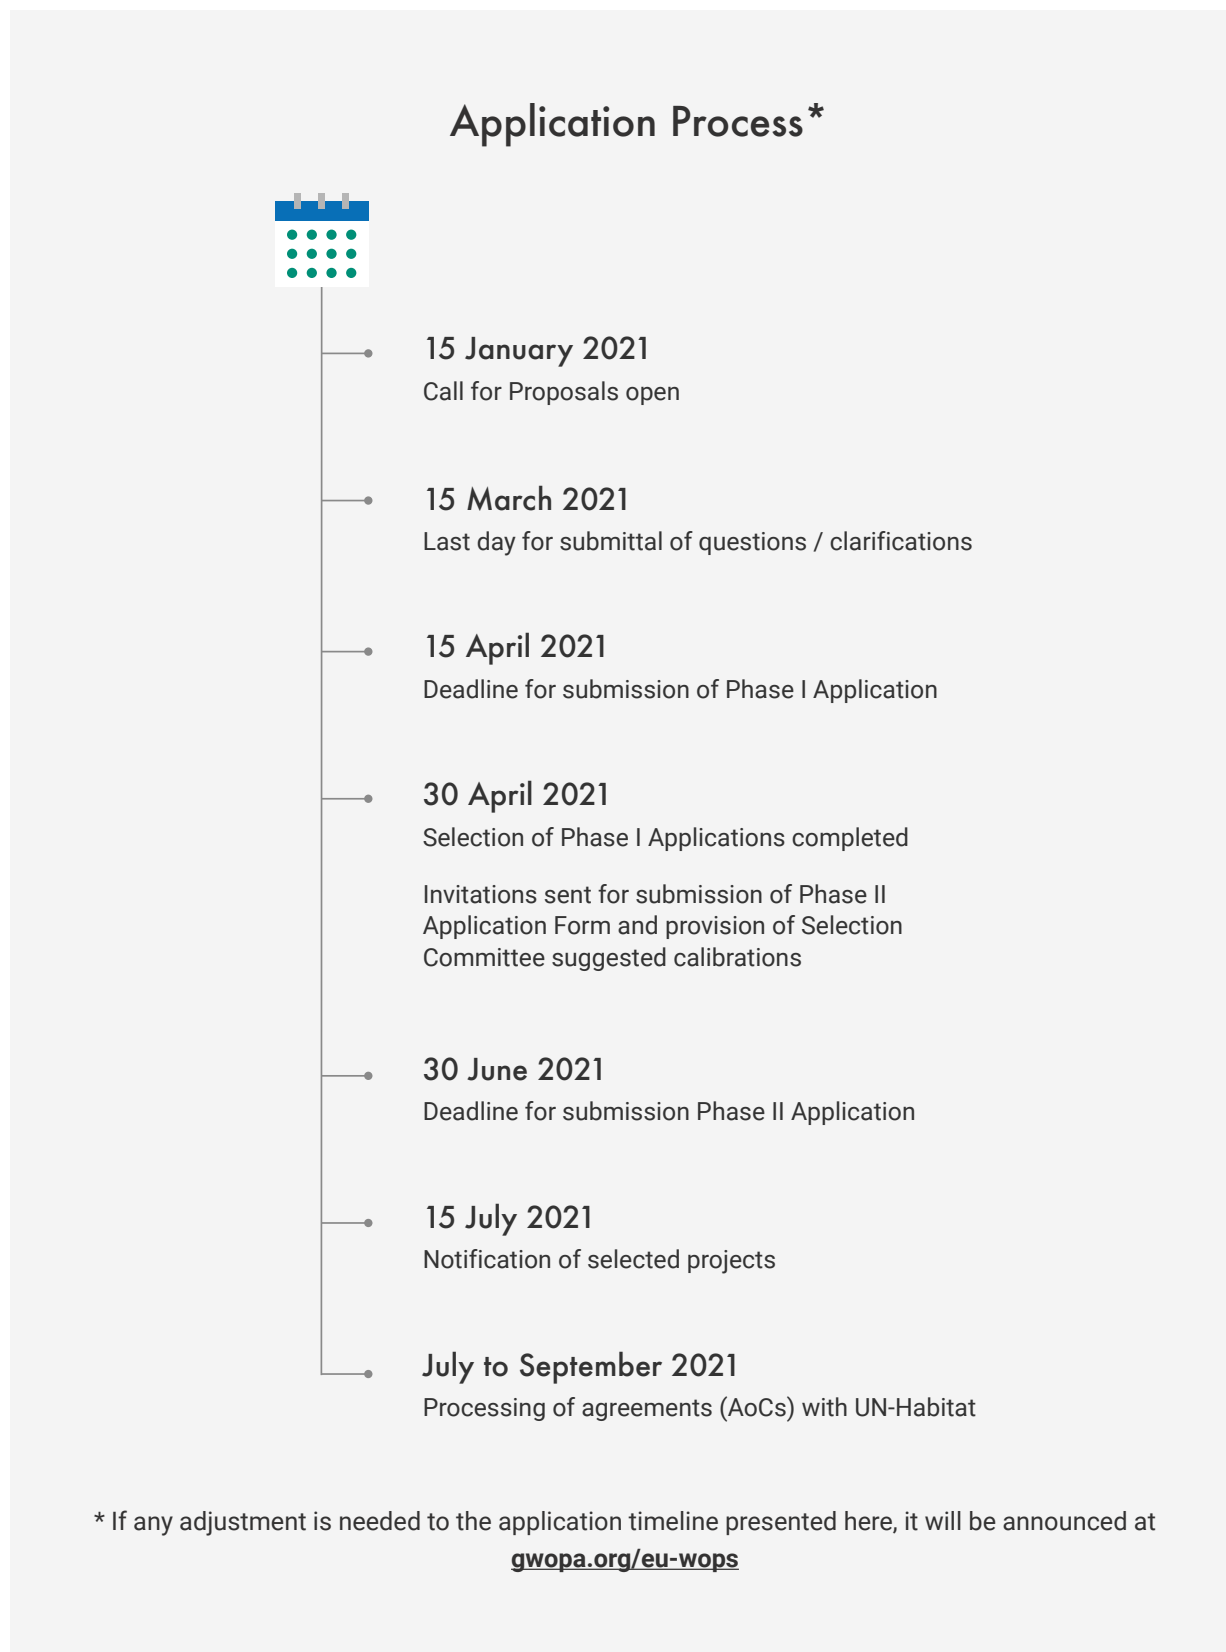 Application Process*
15 January 2021
Call for Proposals open
15 March 2021
Last day for submittal of questions / clarifications
15 April 2021
Deadline for submission of Phase I Application
30 April 2021
Selection of Phase I Applications completed
Invitations sent for submission of Phase II
Application Form and provision of Selection
Committee suggested calibrations
30 June 2021
Deadline for submission Phase II Application
15 July 2021
Notification of selected projects
July to September 2021
Processing of agreements (AoCs) with UN-Habitat
* If any adjustment is needed to the application timeline presented here, it will be announced at
gwopa.org/eu-wops